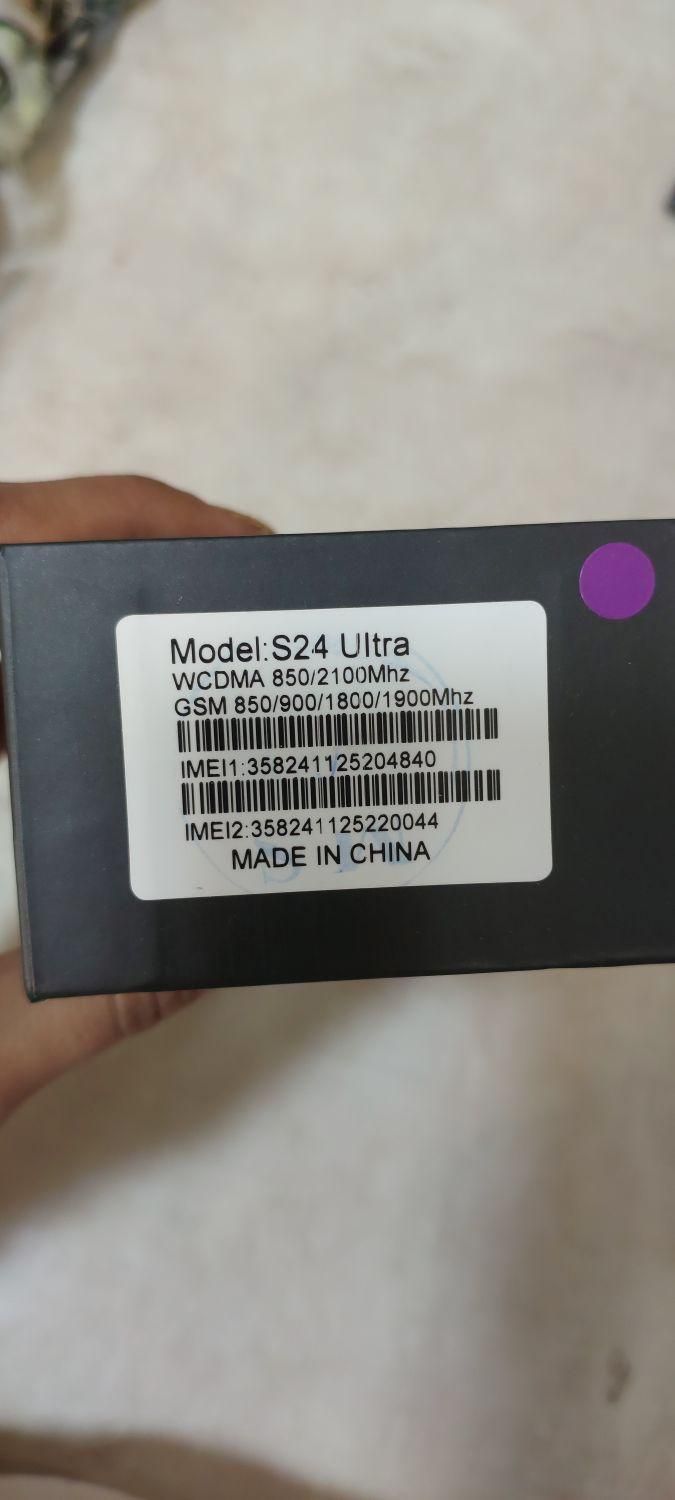 Model:S24 Ultra
WCDMA 850/2100Mhz
GSM 850/900/1800/1900Mhz
IMEI1:358241125204840
IMEI2:358241125220044
MADE IN CHINA